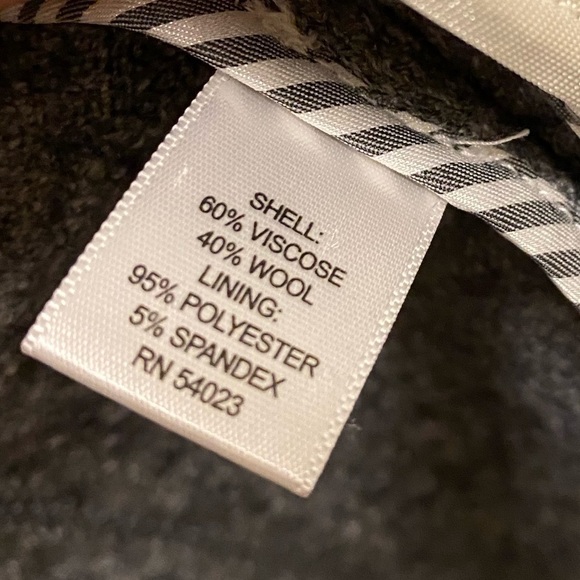 SHELL:
60% VISCOSE
40% WOOL
LINING:
95% POLYESTER
5% SPANDEX
RN 54023